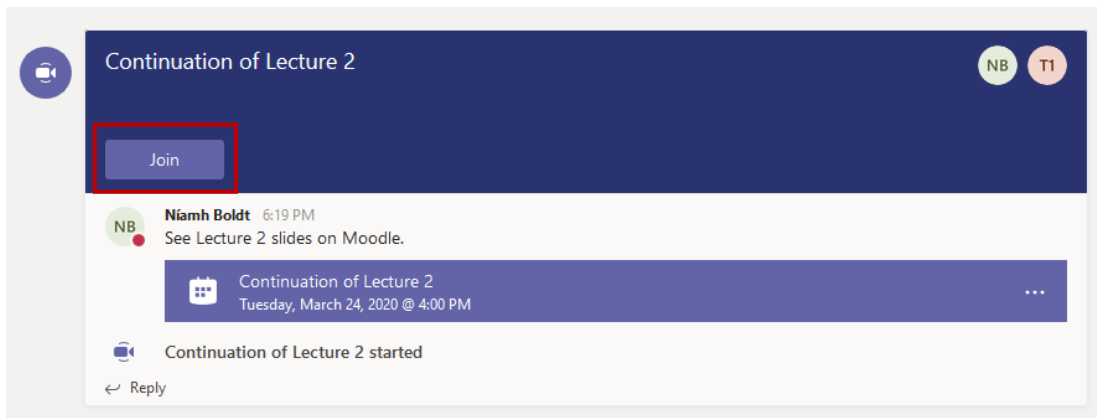 Continuation of Lecture 2
NB T1
Join
Níamh Boldt 6:19 PM
NB
See Lecture 2 slides on Moodle.
Continuation of Lecture 2
Tuesday, March 24, 2020 @ 4:00 PM
Continuation of Lecture 2 started
Reply